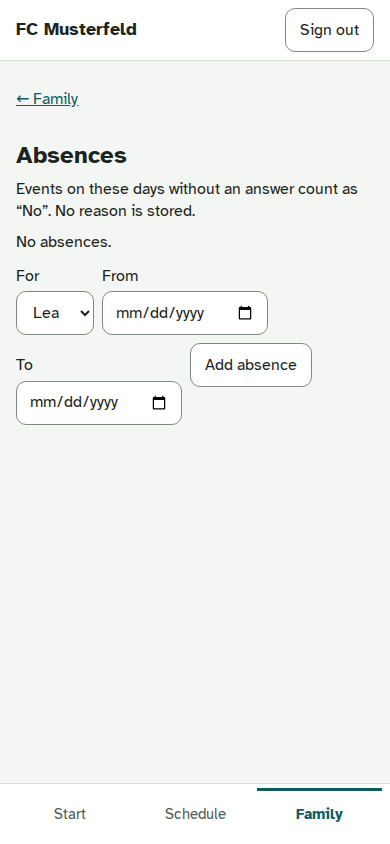 FC Musterfeld
Sign out
← Family
Absences
Events on these days without an answer count as
“No”. No reason is stored.
No absences.
For
From
Lea
mm/dd/yyyy
To
Add absence
mm/dd/yyyy
Start
Schedule
Family